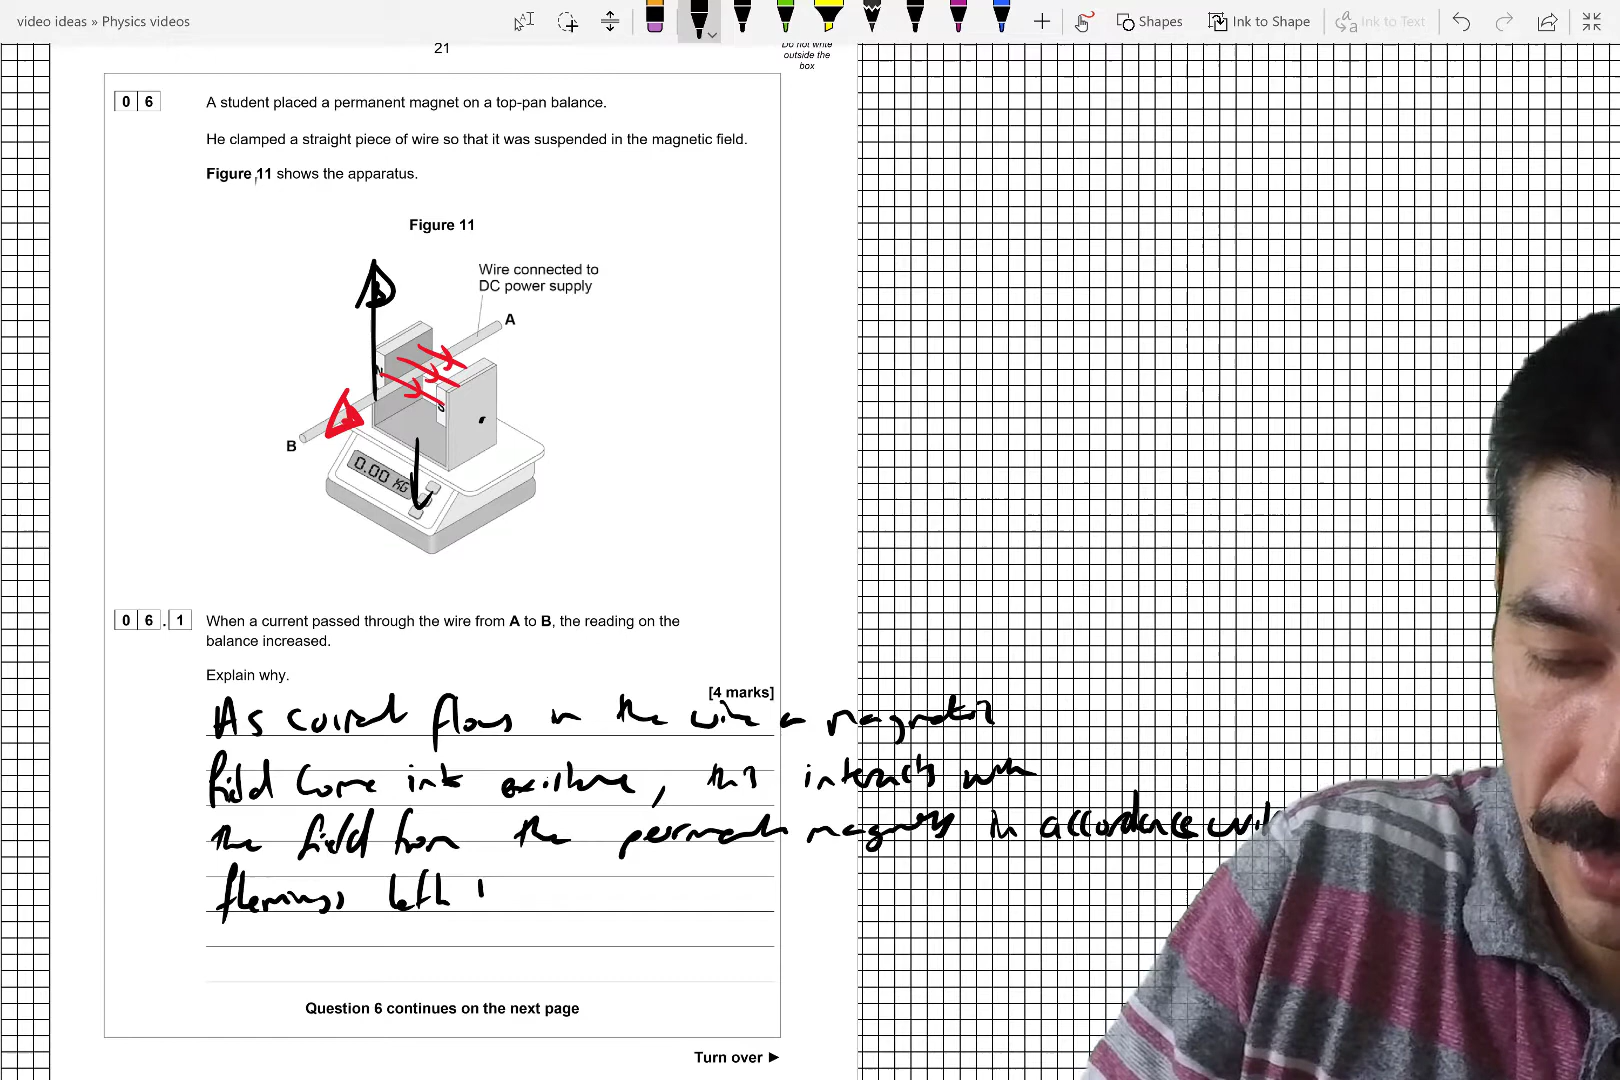 video ideas » Physics videos
Shapes
Ink to Shape
Ink to Text
21
Do not write
outside the
box
0 6
A student placed a permanent magnet on a top-pan balance.
He clamped a straight piece of wire so that it was suspended in the magnetic field.
Figure 11 shows the apparatus.
Figure 11
Wire connected to
DC power supply
A
N
S
B
0.00 KG
0 6 . 1
When a current passed through the wire from A to B, the reading on the
balance increased.
Explain why.
[4 marks]
As current flows in the wire a magnetic
field come into existence, this interacts with
the field from the permanent magnets in accordance with
flemings left
Question 6 continues on the next page
Turn over ►